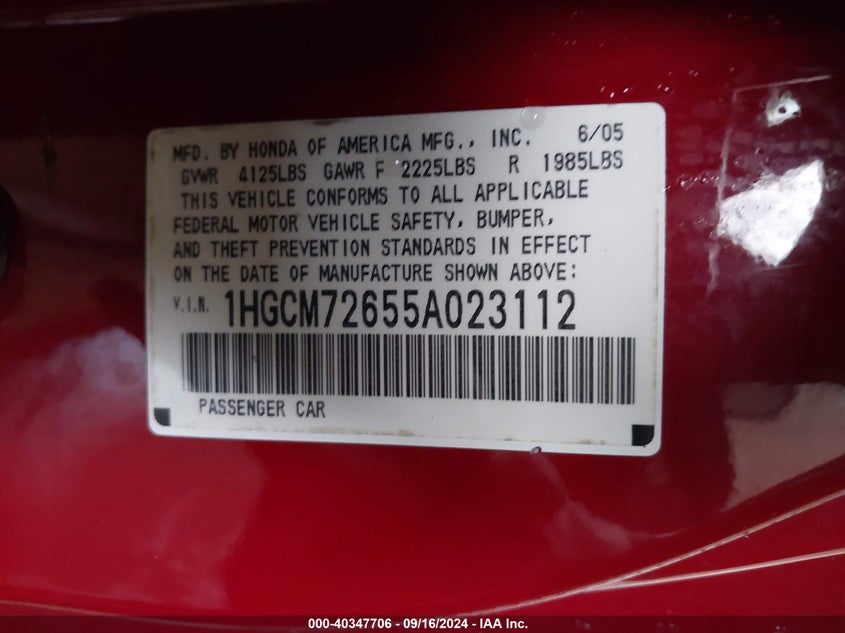 MFD. BY HONDA OF AMERICA MFG., INC. 6/05
GVWR 4125LBS GAWR F 2225LBS R 1985LBS
THIS VEHICLE CONFORMS TO ALL APPLICABLE
FEDERAL MOTOR VEHICLE SAFETY, BUMPER,
AND THEFT PREVENTION STANDARDS IN EFFECT
ON THE DATE OF MANUFACTURE SHOWN ABOVE:
V.I.N. 1HGCM72655A023112
PASSENGER CAR
000-40347706 - 09/16/2024 - IAA Inc.